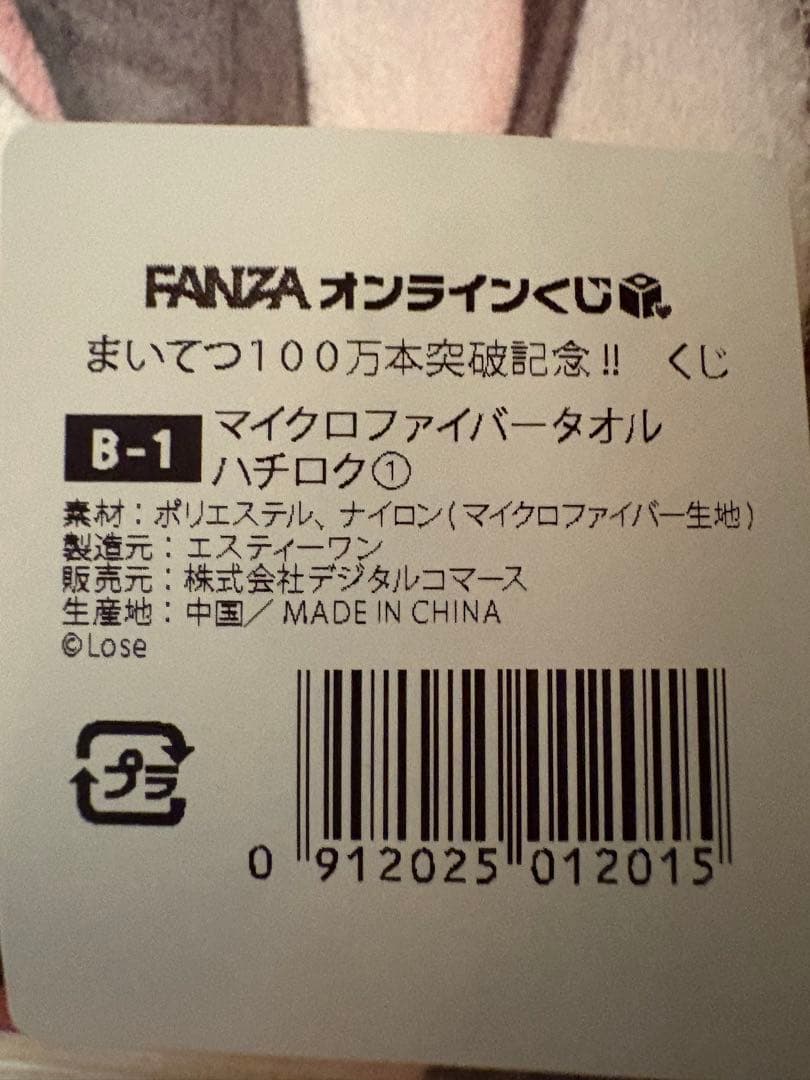 FANZAオンラインくじ
まいてつ100万本突破記念!! くじ
B-1 マイクロファイバータオル
ハチロク①
素材：ポリエステル、ナイロン(マイクロファイバー生地)
製造元：エスティーワン
販売元：株式会社デジタルコマース
生産地：中国／MADE IN CHINA
©Lose
プラ
0 912025 012015